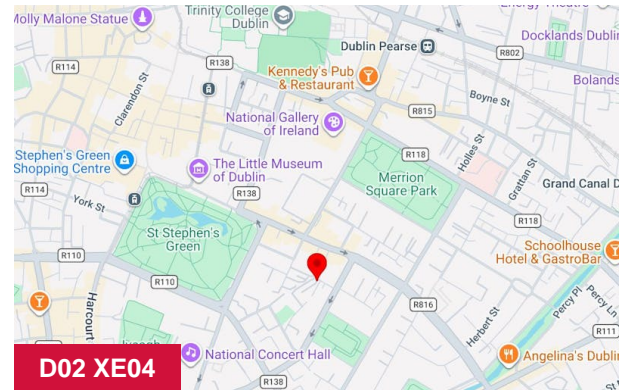 Molly Malone Statue
Trinity College
Dublin
Docklands Dublin
Dublin Pearse
R802
R138
R114
Kennedy's Pub
& Restaurant
Bolands
Clarendon St
Boyne St
R815
National Gallery
of Ireland
R118
Holles St
Grattan St
Stephen's Green
Shopping Centre
The Little Museum
of Dublin
Merrion
Square Park
Grand Canal D
R114
York St
R138
R118
St Stephen's
Green
Schoolhouse
Hotel & GastroBar
R110
R110
Percy Pl
Percy Ln
Harcourt
R816
Herbert St
R111
National Concert Hall
Angelina's Dublin
D02 XE04
R138